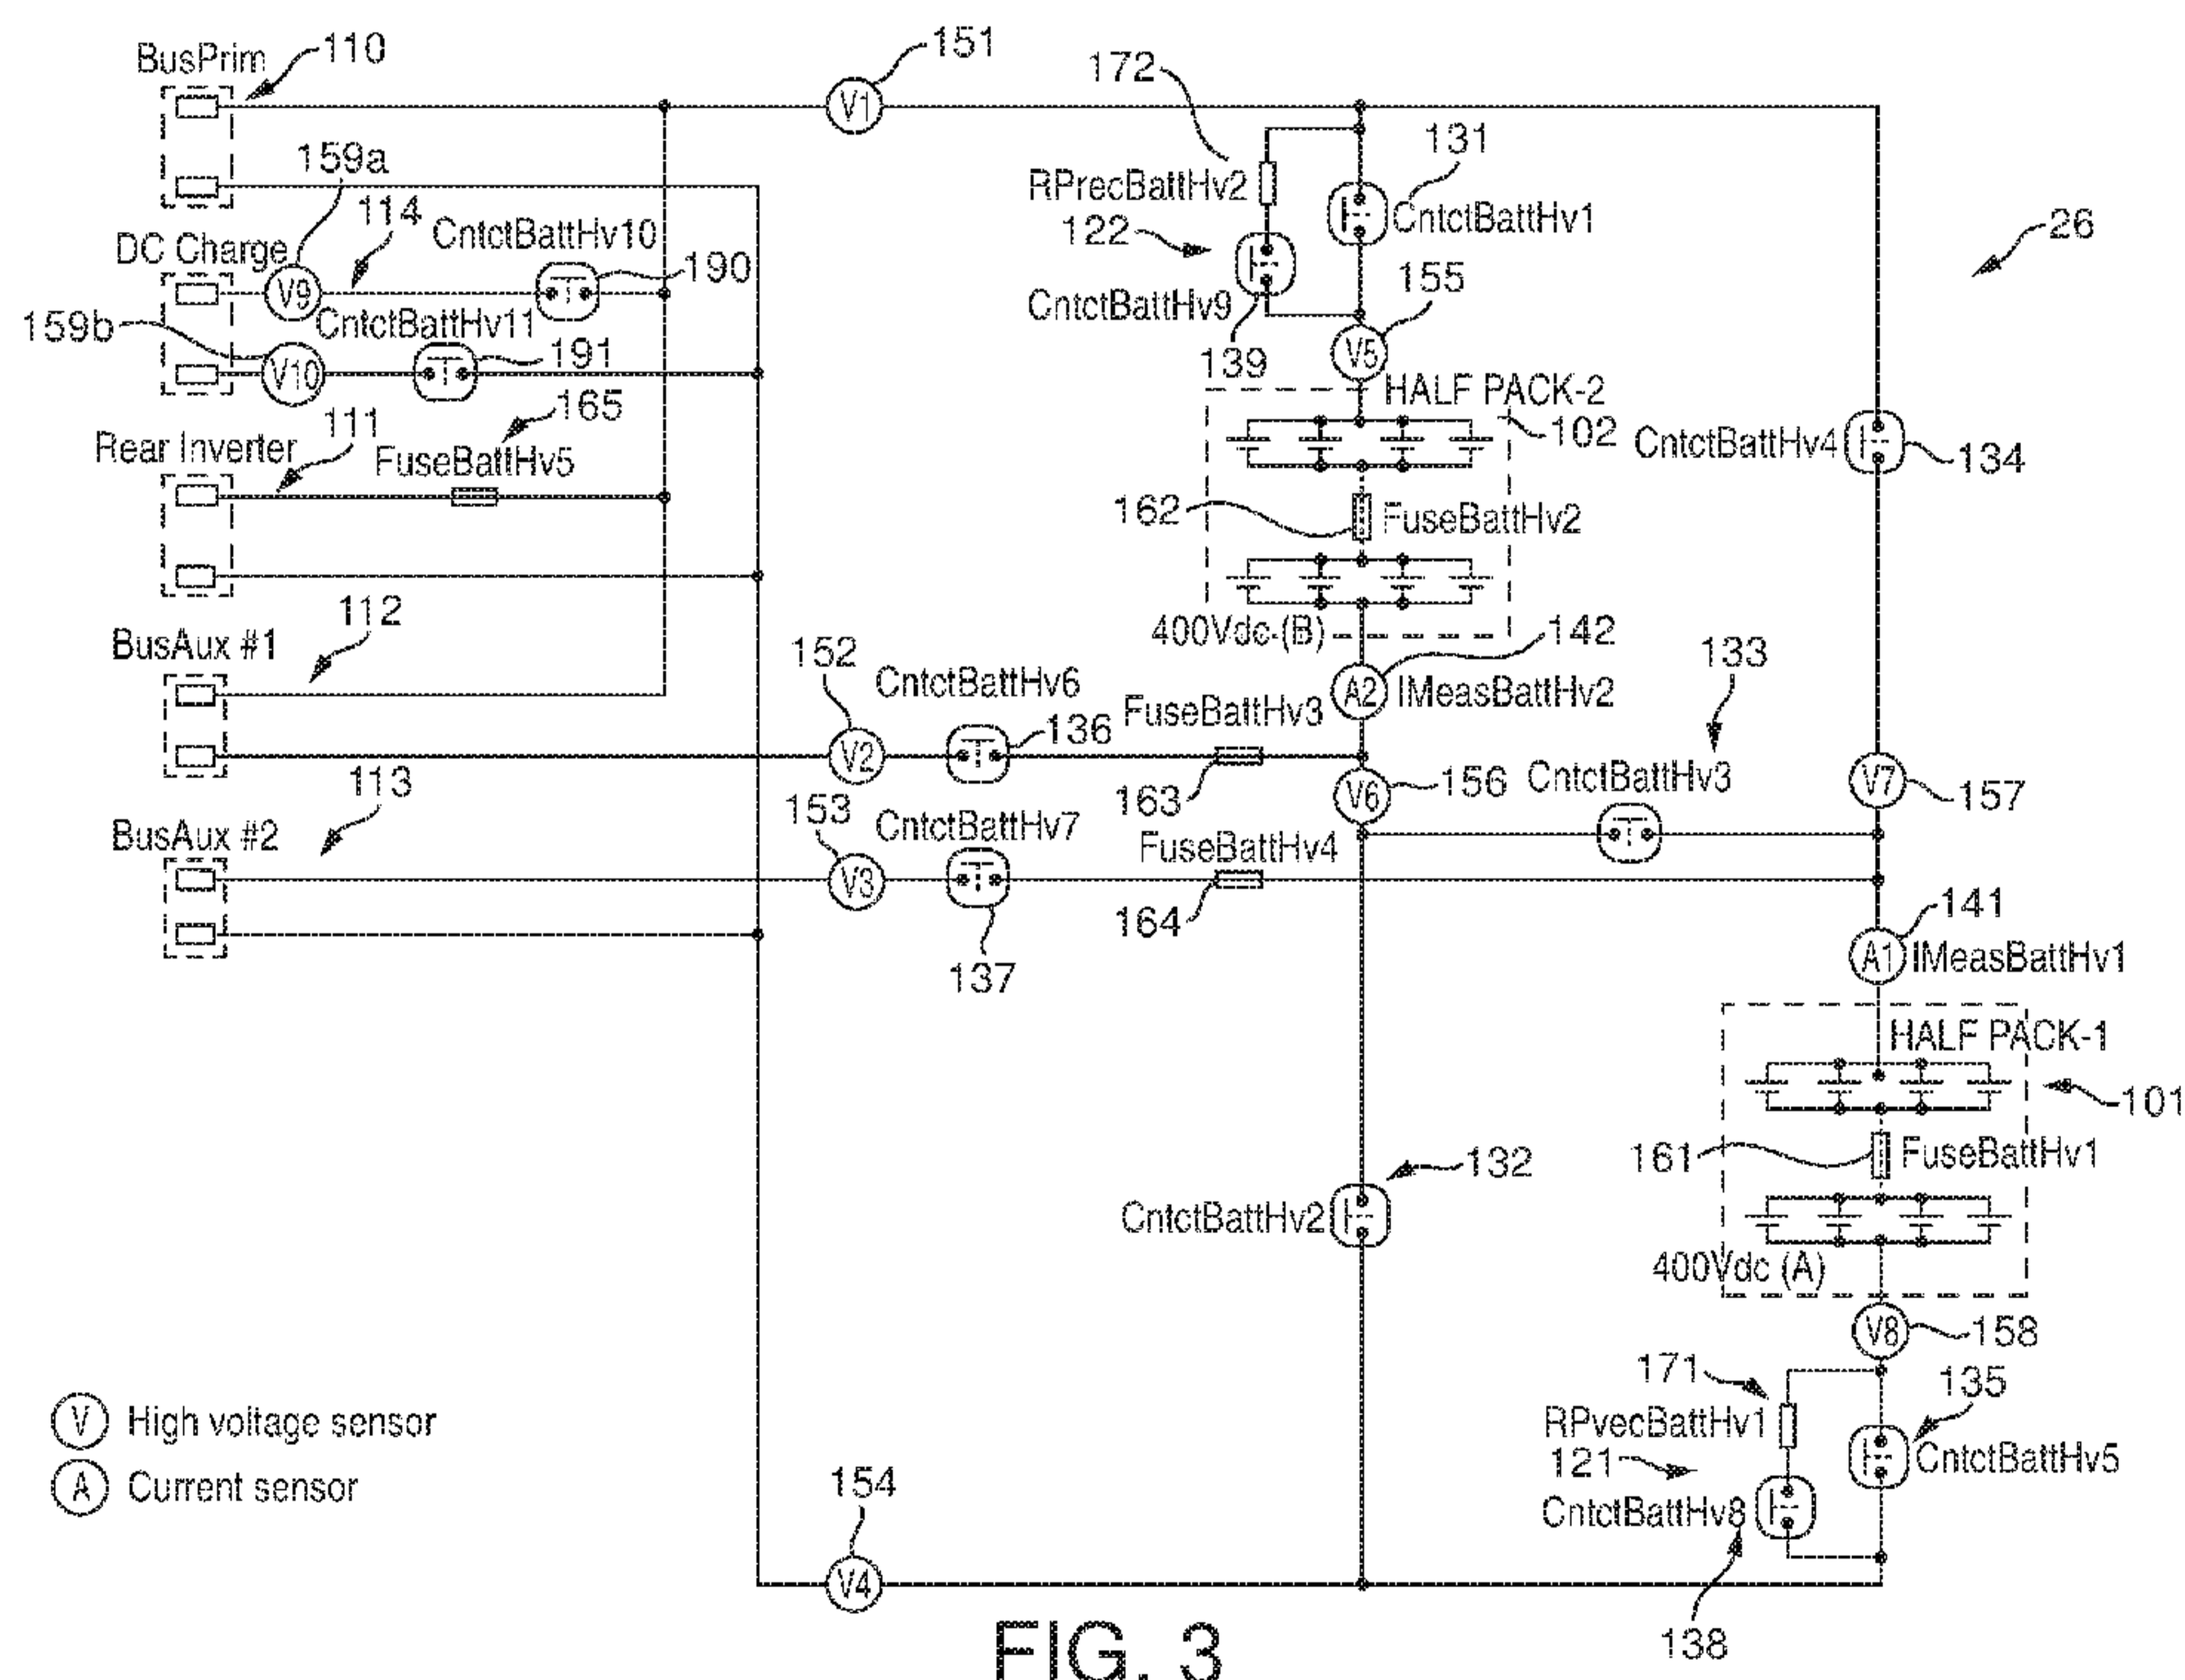 BusPrim
110
151
172
131
159a
RPrecBattHv2
CntctBattHv1
122
26
DC Charge
114
CntctBattHv10
190
V1
V9
CntctBattHv9
155
159b
CntctBattHv11
191
139
V5
V10
HALF PACK-2
102
165
Rear Inverter
111
FuseBattHv5
CntctBattHv4
134
162
FuseBattHv2
112
400Vdc (B)
142
BusAux #1
152
CntctBattHv6
A2
IMeasBattHv2
133
136
FuseBattHv3
V2
163
V6
156
CntctBattHv3
V7
157
113
BusAux #2
153
CntctBattHv7
FuseBattHv4
V3
137
164
141
A1
IMeasBattHv1
HALF PACK-1
101
161
FuseBattHv1
132
CntctBattHv2
400Vdc (A)
V8
158
171
135
RPvecBattHv1
121
CntctBattHv5
CntctBattHv8
138
V High voltage sensor
A Current sensor
154
V4
FIG. 3